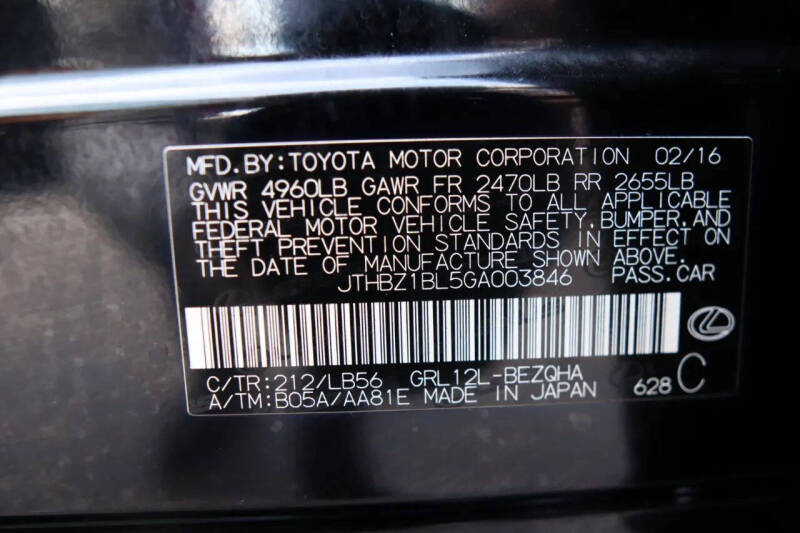 MFD.BY:TOYOTA MOTOR CORPORATION 02/16
GVWR 4960LB GAWR FR 2470LB RR 2655LB
THIS VEHICLE CONFORMS TO ALL APPLICABLE
FEDERAL MOTOR VEHICLE SAFETY,BUMPER,AND
THEFT PREVENTION STANDARDS IN EFFECT ON
THE DATE OF MANUFACTURE SHOWN ABOVE.
JTHBZ1BL5GA003846 PASS.CAR
C/TR:212/LB56 GRL12L-BEZQHA
A/TM:B05A/AA81E MADE IN JAPAN 628 C